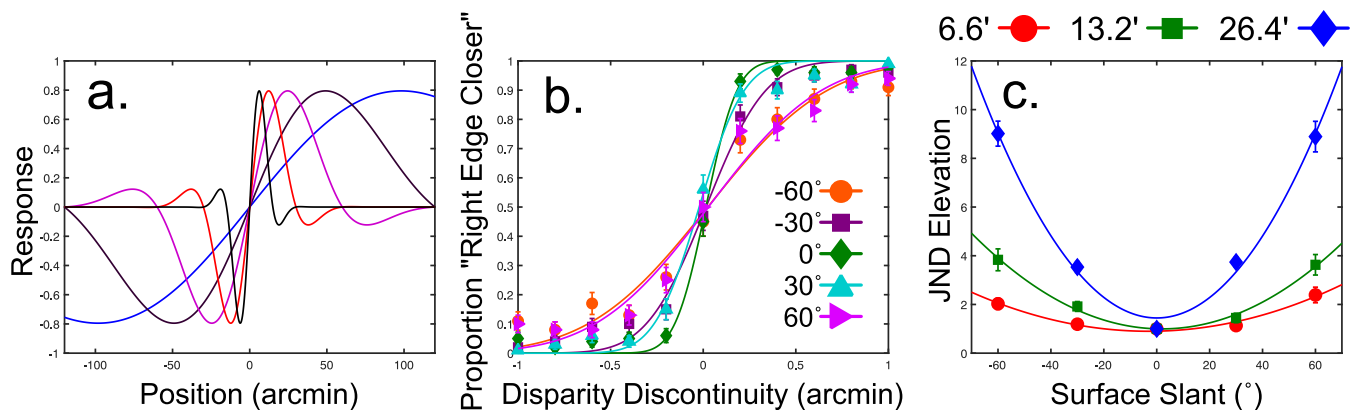 6.6' 13.2' 26.4'
a.
Response
1
0.8
0.6
0.4
0.2
0
-0.2
-0.4
-0.6
-0.8
-1
-100 -50 0 50 100
Position (arcmin)
b.
Proportion "Right Edge Closer"
1
0.9
0.8
0.7
0.6
0.5
0.4
0.3
0.2
0.1
0
-60°
-30°
0°
30°
60°
-1 -0.5 0 0.5 1
Disparity Discontinuity (arcmin)
c.
JND Elevation
12
10
8
6
4
2
0
-60 -40 -20 0 20 40 60
Surface Slant (°)